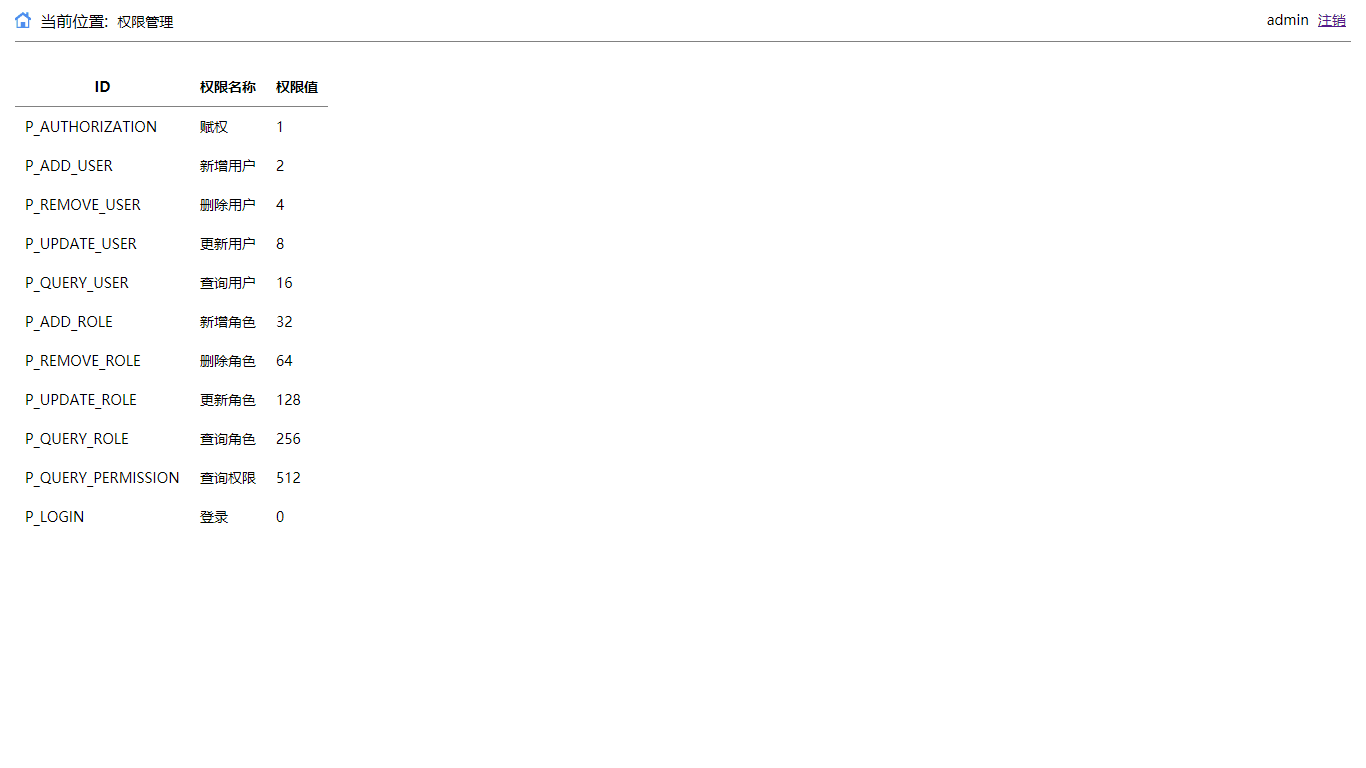 当前位置: 权限管理 admin 注销
ID 权限名称 权限值
P_AUTHORIZATION 赋权 1
P_ADD_USER 新增用户 2
P_REMOVE_USER 删除用户 4
P_UPDATE_USER 更新用户 8
P_QUERY_USER 查询用户 16
P_ADD_ROLE 新增角色 32
P_REMOVE_ROLE 删除角色 64
P_UPDATE_ROLE 更新角色 128
P_QUERY_ROLE 查询角色 256
P_QUERY_PERMISSION 查询权限 512
P_LOGIN 登录 0